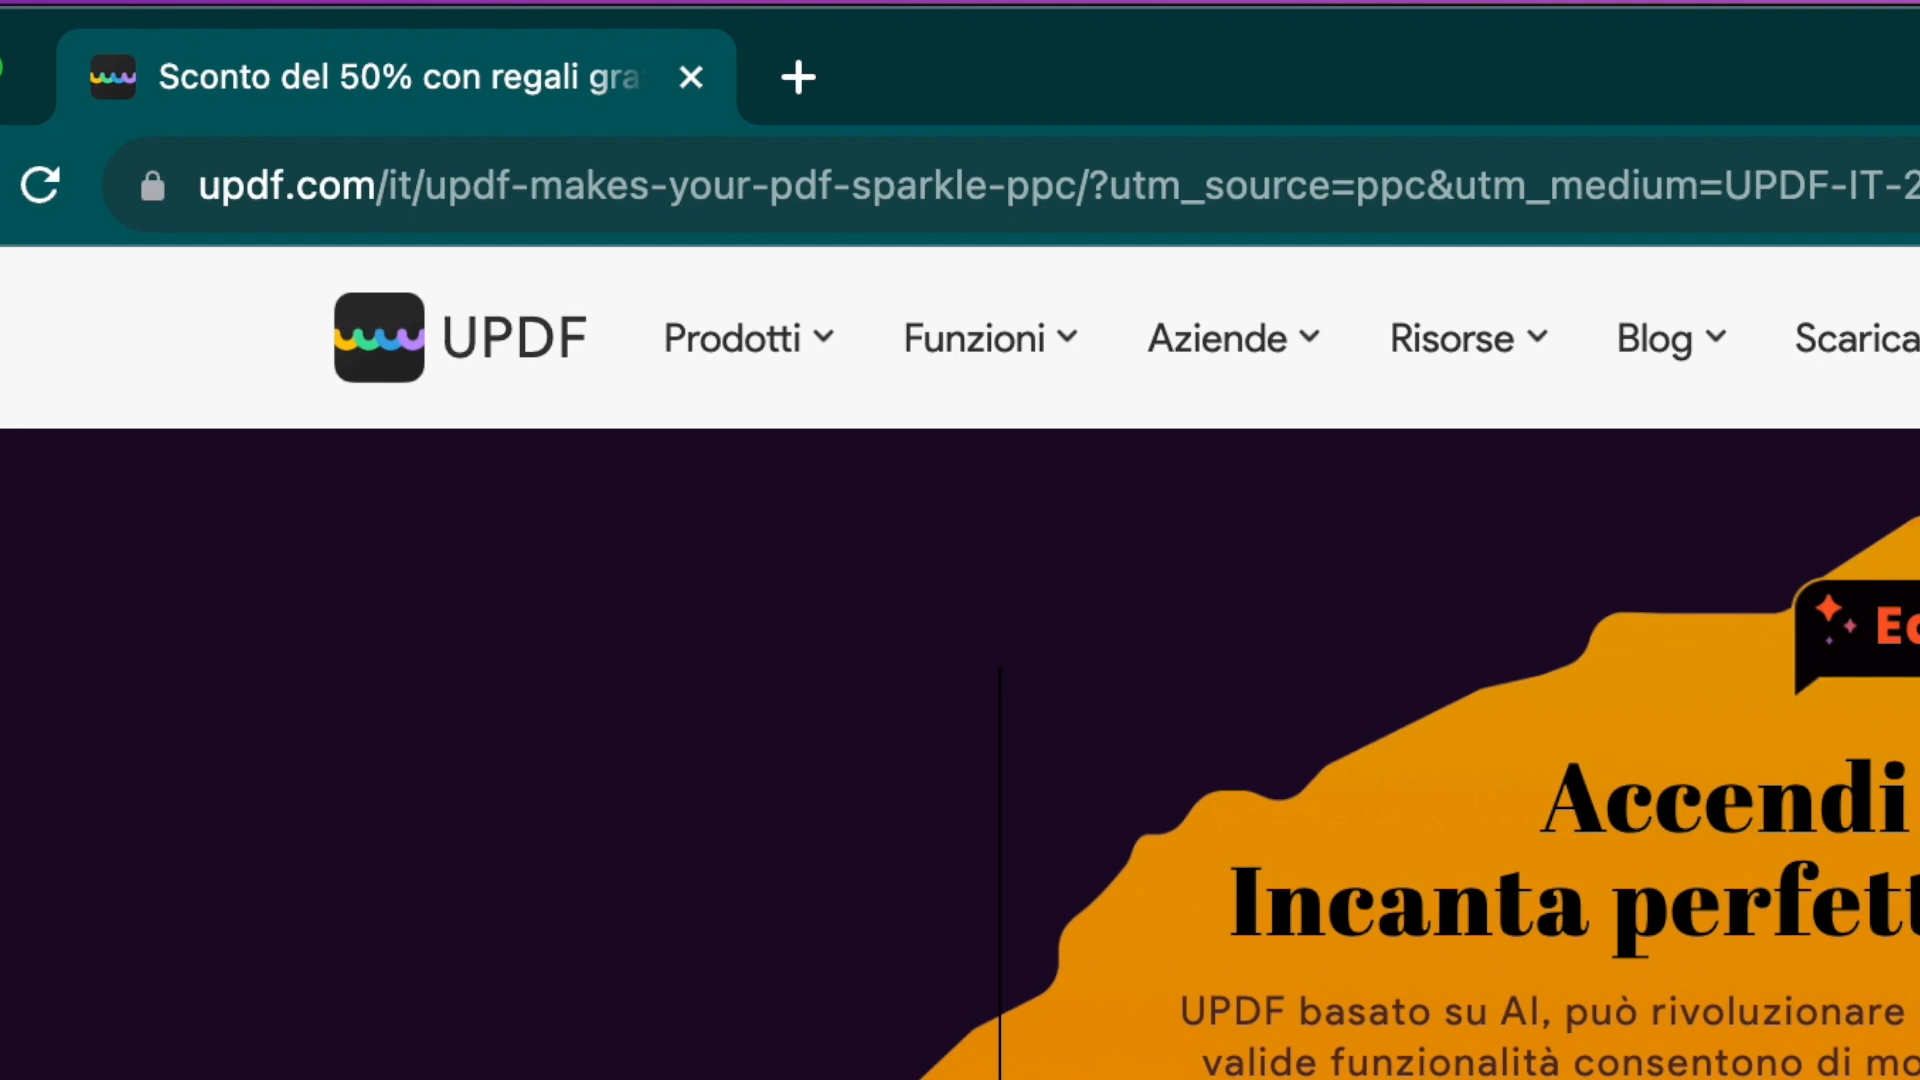 Sconto del 50% con regali gra
updf.com/it/updf-makes-your-pdf-sparkle-ppc/?utm_source=ppc&utm_medium=UPDF-IT-2
UPDF Prodotti Funzioni Aziende Risorse Blog Scarica
Accendi
Incanta perfett
UPDF basato su AI, può rivoluzionare
valide funzionalità consentono di mo